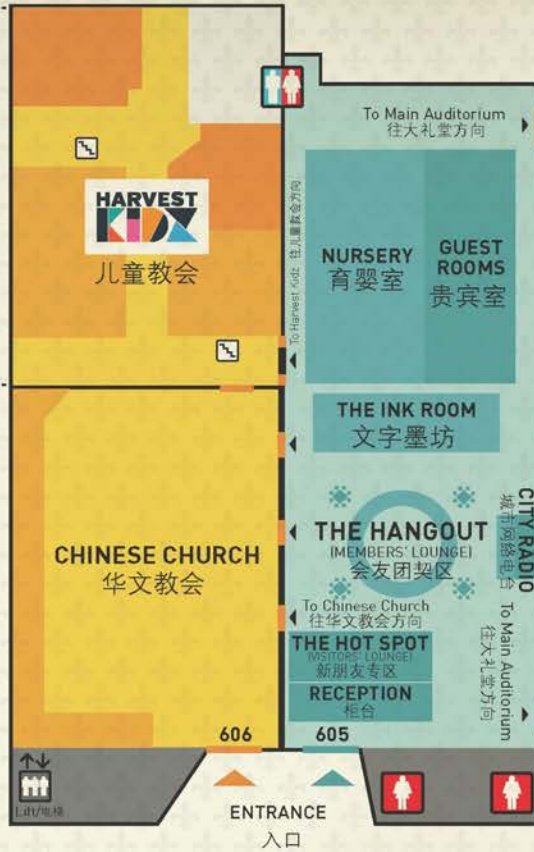 To Main Auditorium
往大礼堂方向
HARVEST
KIDZ
儿童教会
To Harvest Kidz 往儿童教会方向
NURSERY
育婴室
GUEST
ROOMS
贵宾室
THE INK ROOM
文字墨坊
CITY RADIO
城市网络电台
THE HANGOUT
(MEMBERS' LOUNGE)
会友团契区
CHINESE CHURCH
华文教会
To Chinese Church
往华文教会方向
THE HOT SPOT
(VISITORS' LOUNGE)
新朋友专区
RECEPTION
柜台
To Main Auditorium
往大礼堂方向
606
605
Lift/电梯
ENTRANCE
入口